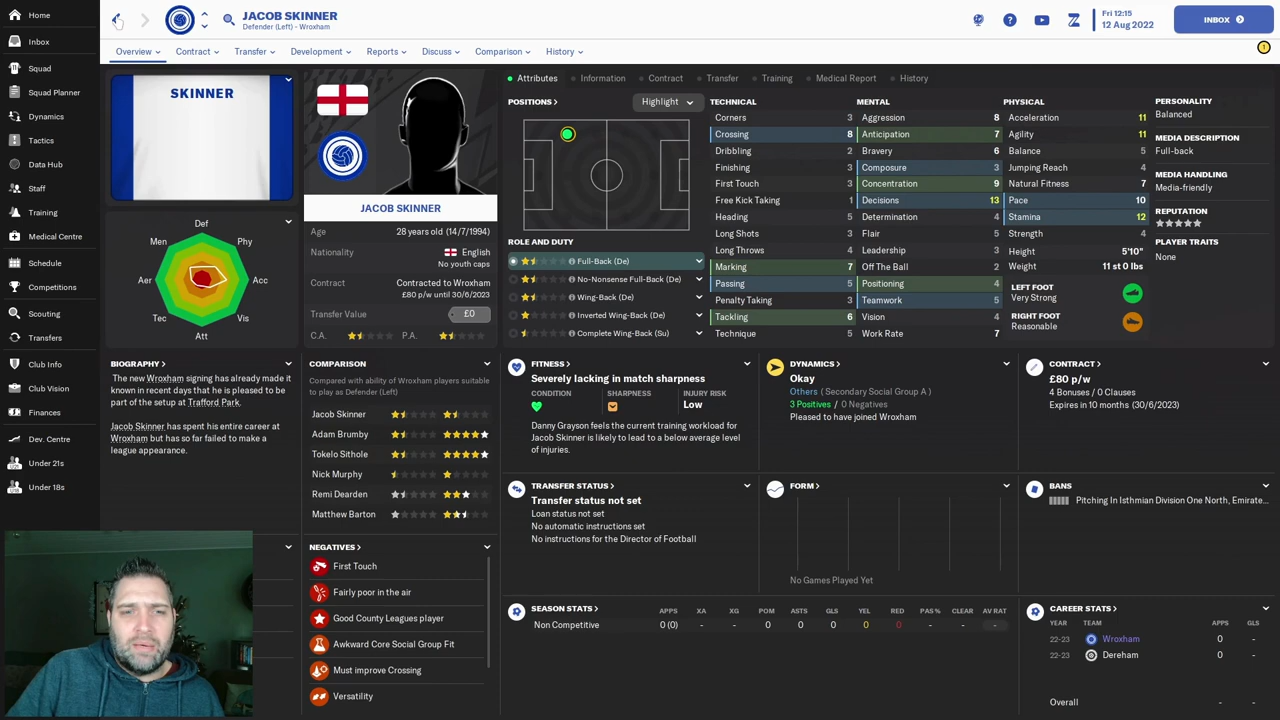 Home
Inbox
Squad
Squad Planner
Dynamics
Tactics
Data Hub
Staff
Training
Medical Centre
Schedule
Competitions
Scouting
Transfers
Club Info
Club Vision
Finances
Dev. Centre
Under 21s
Under 18s
JACOB SKINNER
Defender (Left) - Wroxham
Fri 12:15
12 Aug 2022
INBOX
1
Overview
Contract
Transfer
Development
Reports
Discuss
Comparison
History
SKINNER
Def
Phy
Acc
Vis
Att
Tec
Aer
Men
JACOB SKINNER
Age 28 years old (14/7/1994)
Nationality English
No youth caps
Contract Contracted to Wroxham
£80 p/w until 30/6/2023
Transfer Value £0
C.A. P.A.
Attributes Information Contract Transfer Training Medical Report History
POSITIONS
Highlight
ROLE AND DUTY
Full-Back (De)
No-Nonsense Full-Back (De)
Wing-Back (De)
Inverted Wing-Back (De)
Complete Wing-Back (Su)
TECHNICAL
Corners 3
Crossing 8
Dribbling 2
Finishing 3
First Touch 3
Free Kick Taking 1
Heading 5
Long Shots 3
Long Throws 4
Marking 7
Passing 5
Penalty Taking 3
Tackling 6
Technique 5
MENTAL
Aggression 8
Anticipation 7
Bravery 6
Composure 3
Concentration 9
Decisions 13
Determination 4
Flair 5
Leadership 3
Off The Ball 2
Positioning 4
Teamwork 5
Vision 4
Work Rate 7
PHYSICAL
Acceleration 11
Agility 11
Balance 5
Jumping Reach 4
Natural Fitness 7
Pace 10
Stamina 12
Strength 4
Height 5'10"
Weight 11 st 0 lbs
LEFT FOOT
Very Strong
RIGHT FOOT
Reasonable
PERSONALITY
Balanced
MEDIA DESCRIPTION
Full-back
MEDIA HANDLING
Media-friendly
REPUTATION
PLAYER TRAITS
None
BIOGRAPHY
The new Wroxham signing has already made it
known in recent days that he is pleased to be
part of the setup at Trafford Park.
Jacob Skinner has spent his entire career at
Wroxham but has so far failed to make a
league appearance.
COMPARISON
Compared with ability of Wroxham players suitable
to play as Defender (Left)
Jacob Skinner
Adam Brumby
Tokelo Sithole
Nick Murphy
Remi Dearden
Matthew Barton
NEGATIVES
First Touch
Fairly poor in the air
Good County Leagues player
Awkward Core Social Group Fit
Must improve Crossing
Versatility
FITNESS
Severely lacking in match sharpness
CONDITION SHARPNESS INJURY RISK
Low
Danny Grayson feels the current training workload for
Jacob Skinner is likely to lead to a below average level
of injuries.
DYNAMICS
Okay
Others ( Secondary Social Group A )
3 Positives / 0 Negatives
Pleased to have joined Wroxham
CONTRACT
£80 p/w
4 Bonuses / 0 Clauses
Expires in 10 months (30/6/2023)
TRANSFER STATUS
Transfer status not set
Loan status not set
No automatic instructions set
No instructions for the Director of Football
FORM
No Games Played Yet
BANS
Pitching In Isthmian Division One North, Emirate...
SEASON STATS APPS XA XG POM ASTS GLS YEL RED PAS% CLEAR AV RAT
Non Competitive 0 (0) - - 0 0 0 0 0 - - -
CAREER STATS
YEAR TEAM APPS GLS
22-23 Wroxham 0 -
22-23 Dereham 0 -
Overall - -